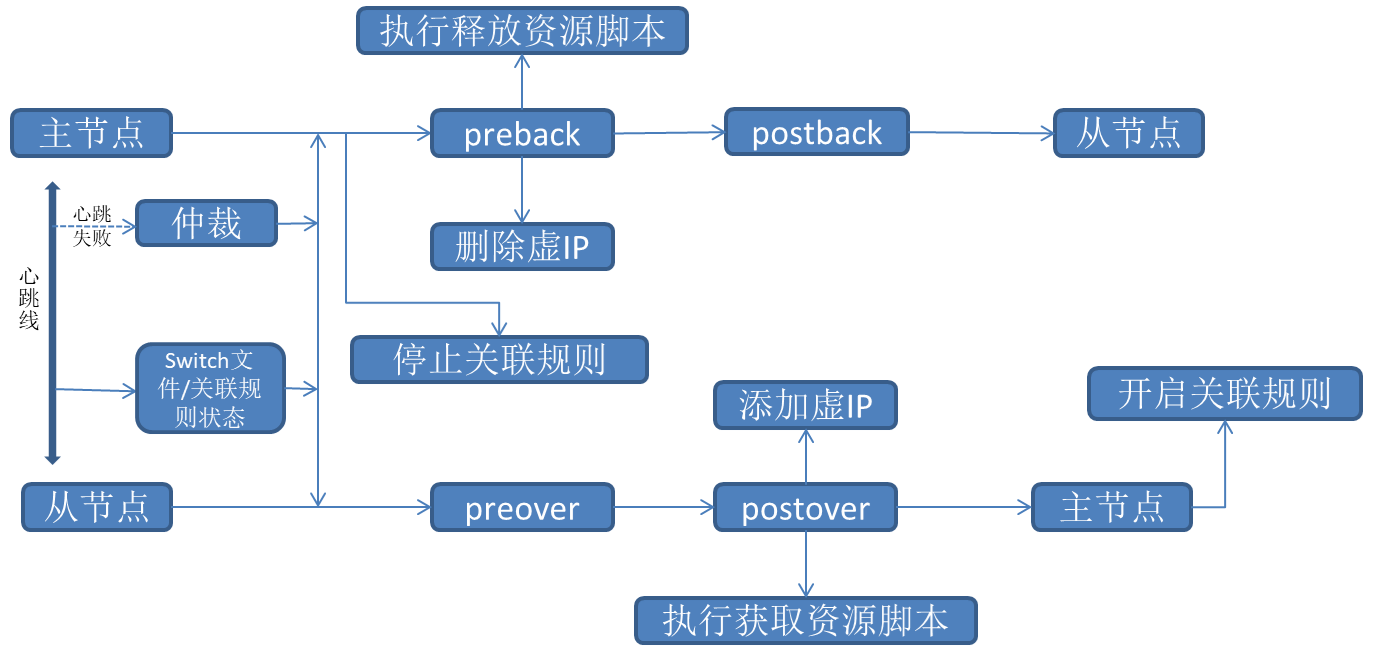 执行释放资源脚本
主节点
preback
postback
从节点
心跳
失败
仲裁
删除虚IP
心
跳
线
停止关联规则
Switch文
件/关联规
则状态
添加虚IP
开启关联规则
从节点
preover
postover
主节点
执行获取资源脚本